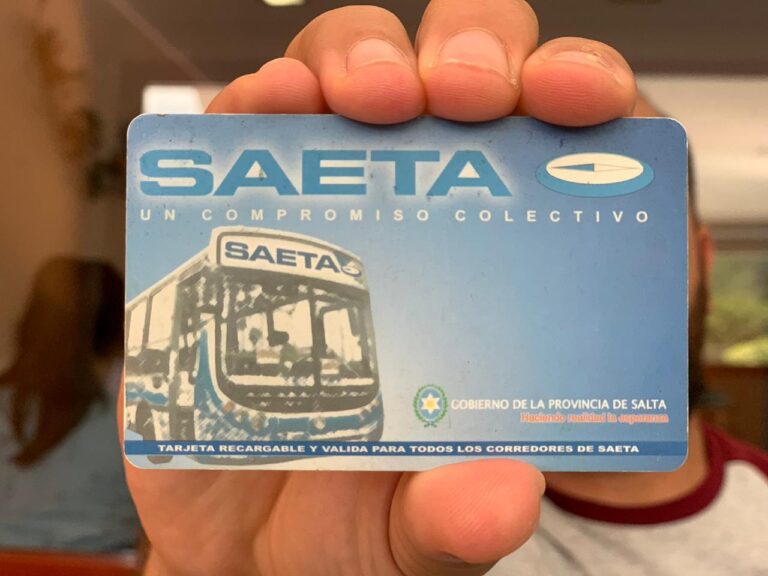 SAETA
UN COMPROMISO COLECTIVO
SAETA
GOBIERNO DE LA PROVINCIA DE SALTA
Haciendo realidad la esperanza
TARJETA RECARGABLE Y VALIDA PARA TODOS LOS CORREDORES DE SAETA